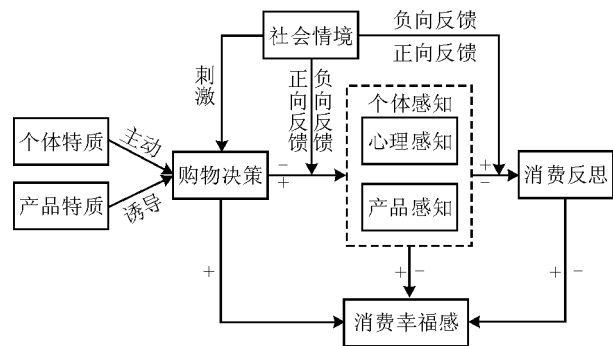 社会情境
负向反馈
正向反馈
刺激
正向反馈
负向反馈
个体感知
个体特质
主动
心理感知
购物决策
－
＋
＋
－
消费反思
产品特质
诱导
产品感知
＋
＋
－
＋
－
消费幸福感